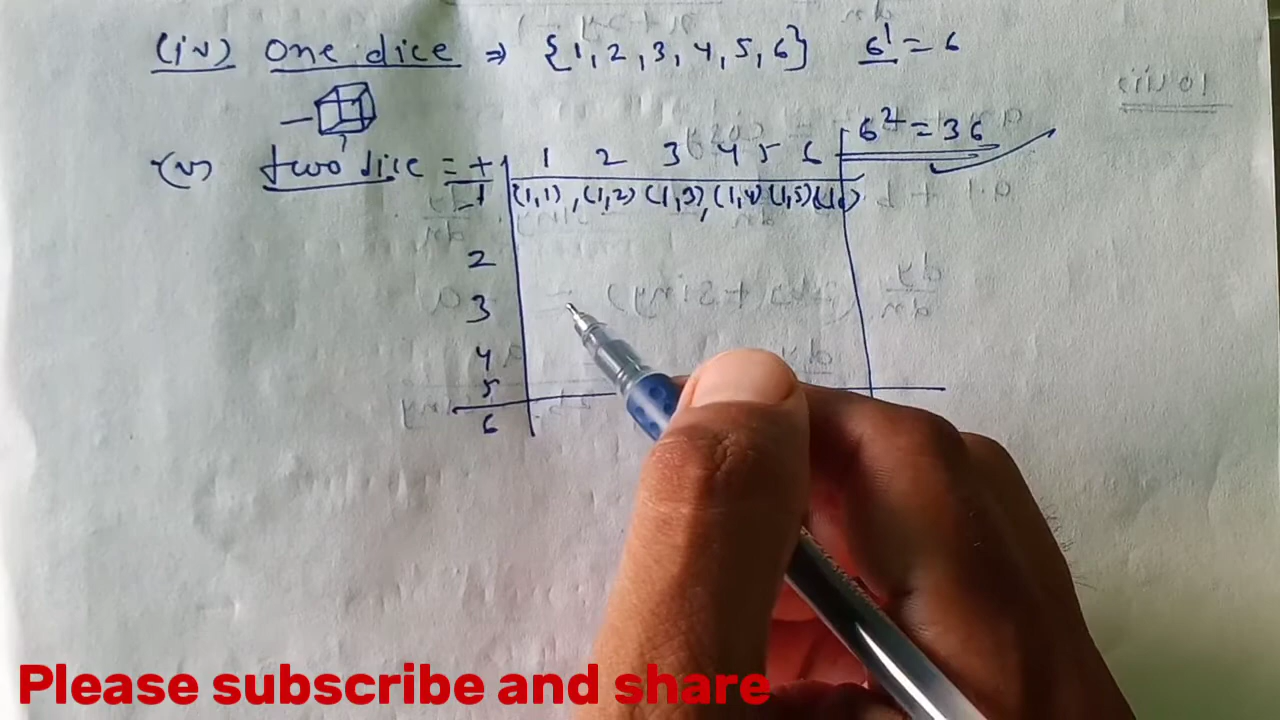 (iv) One dice ⇒ {1, 2, 3, 4, 5, 6} 6¹ = 6
6² = 36
(v) two dice = + 1 2 3 4 5 6
1 (1,1), (1,2) (1,3), (1,4) (1,5) (1,6)
2
3
4
5
6
Please subscribe and share